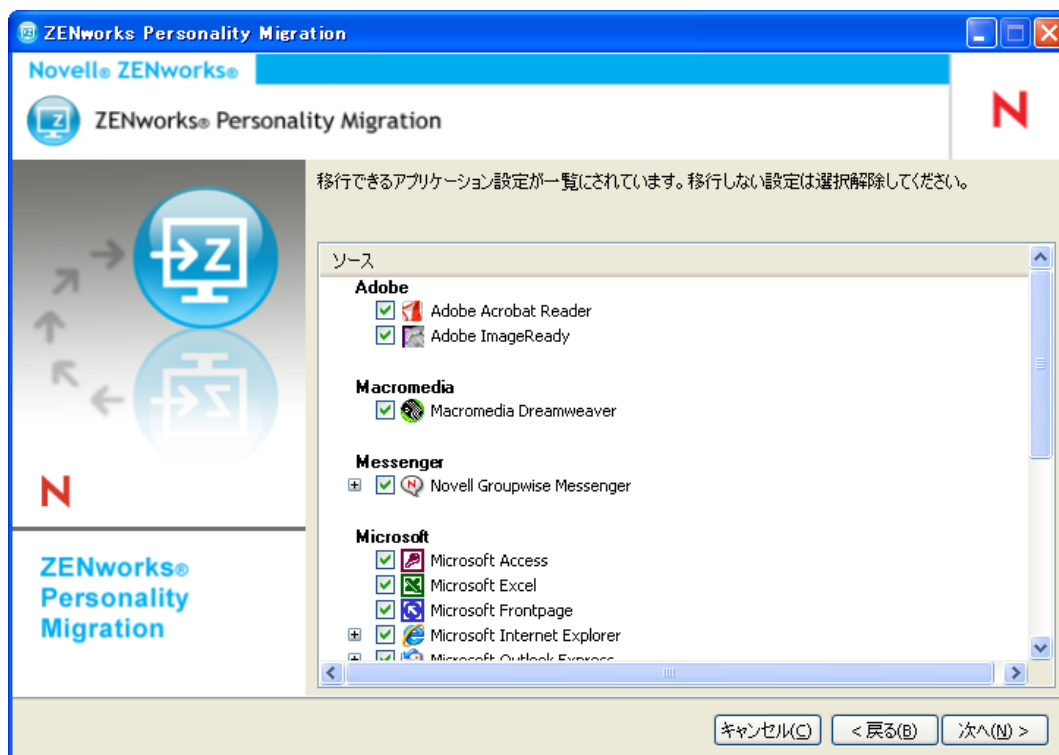 ZENworks Personality Migration
Novell® ZENworks®
ZENworks® Personality Migration
N
移行できるアプリケーション設定が一覧にされています。移行しない設定は選択解除してください。
Z
N
ZENworks®
Personality
Migration
ソース
Adobe
Adobe Acrobat Reader
Adobe ImageReady
Macromedia
Macromedia Dreamweaver
Messenger
Novell Groupwise Messenger
Microsoft
Microsoft Access
Microsoft Excel
Microsoft Frontpage
Microsoft Internet Explorer
Microsoft Outlook Express
キャンセル(C)
< 戻る(B)
次へ(N) >